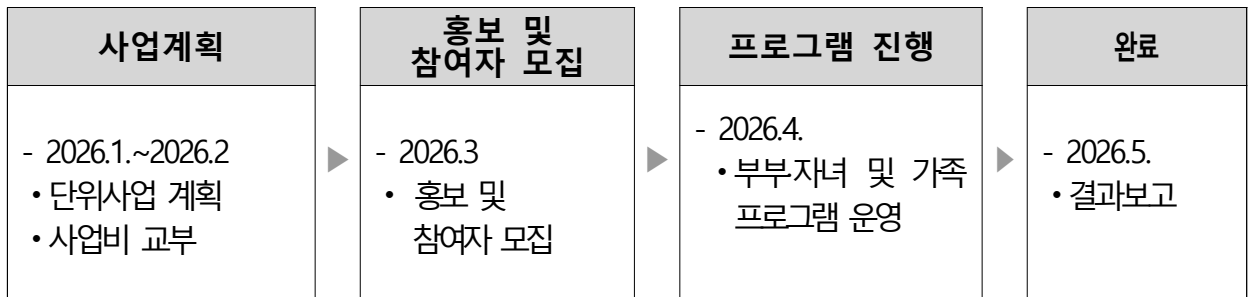 사업계획
- 2026.1.~2026.2
• 단위사업 계획
• 사업비 교부
홍보 및
참여자 모집
- 2026.3
• 홍보 및
참여자 모집
프로그램 진행
- 2026.4.
• 부부·자녀 및 가족
프로그램 운영
완료
- 2026.5.
• 결과보고